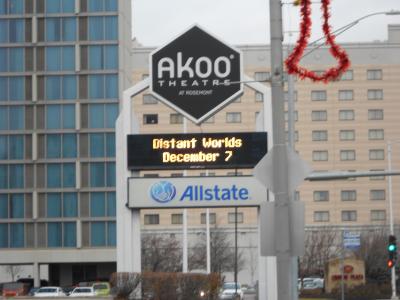 AKOO®
THEATRE
AT ROSEMONT
Distant Worlds
December 7
Allstate